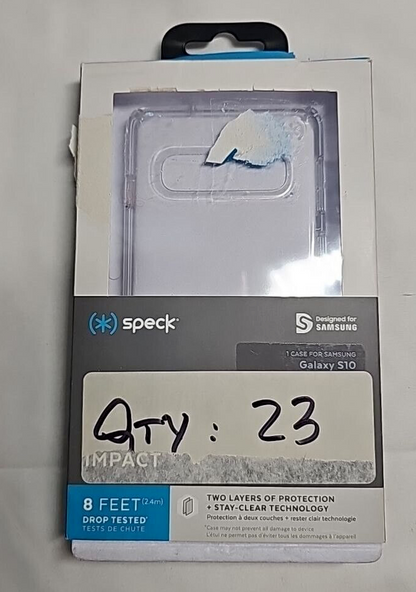 speck
Designed for
SAMSUNG
1 CASE FOR SAMSUNG
Galaxy S10
QTY: 23
IMPACT
8 FEET (2.4m)
DROP TESTED*
TESTS DE CHUTE
TWO LAYERS OF PROTECTION
+ STAY-CLEAR TECHNOLOGY
Protection à deux couches + rester clair technologie
*Case may not prevent all damage to device
L'étui ne permet pas d'éviter tous les dommages à l'appareil